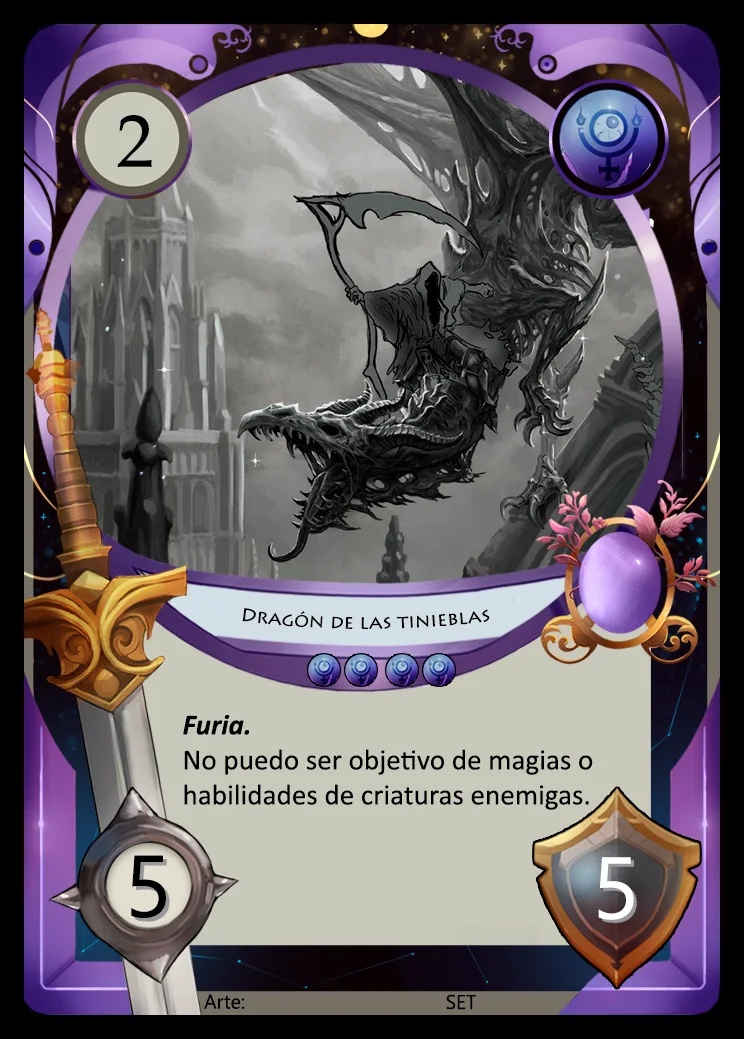 2
Dragón de las tinieblas
Furia.
No puedo ser objetivo de magias o
habilidades de criaturas enemigas.
5
5
Arte:
SET